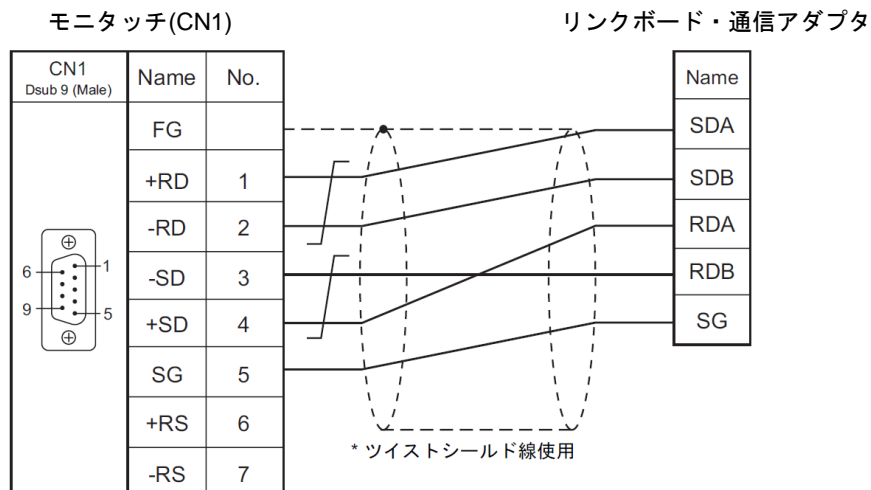 モニタッチ(CN1)
リンクボード・通信アダプタ
CN1
Dsub 9 (Male)
Name
No.
Name
FG
SDA
+RD
1
SDB
-RD
2
RDA
-SD
3
RDB
+SD
4
SG
SG
5
+RS
6
-RS
7
6
1
9
5
* ツイストシールド線使用